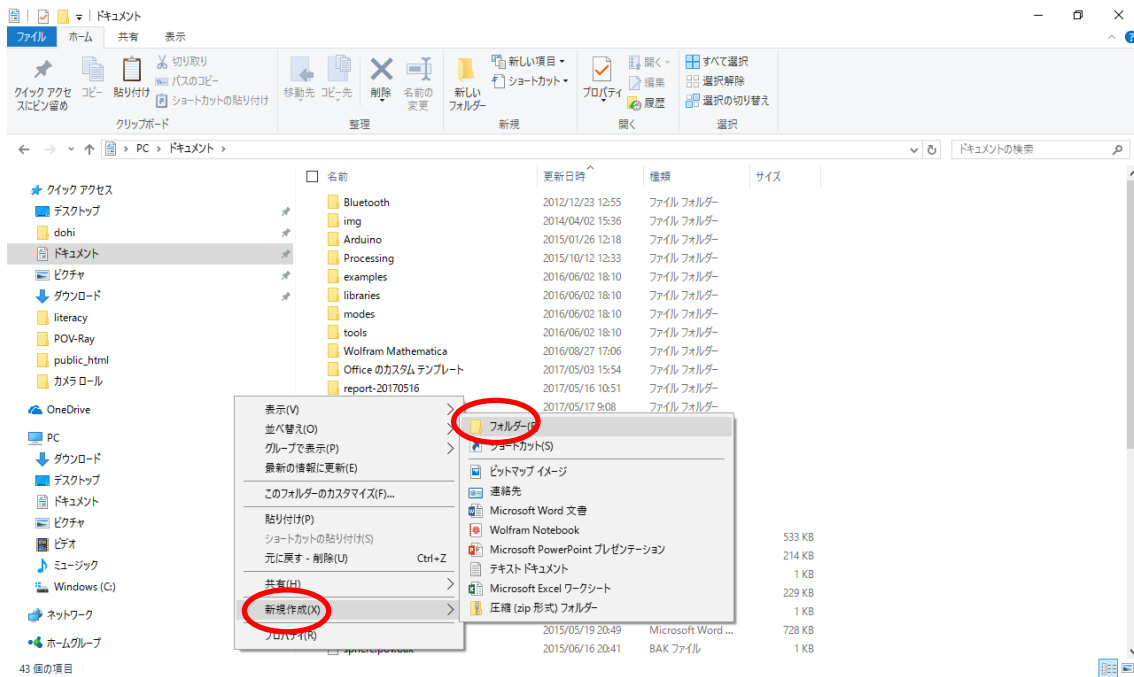 ドキュメント
ファイル ホーム 共有 表示
クイック アクセスにピン留め
コピー
貼り付け
切り取り
パスのコピー
ショートカットの貼り付け
クリップボード
移動先
コピー先
削除
名前の変更
整理
新しいフォルダー
新しい項目
ショートカット
新規
プロパティ
開く
編集
履歴
開く
すべて選択
選択解除
選択の切り替え
選択
PC › ドキュメント ›
ドキュメントの検索
クイック アクセス
デスクトップ
dohi
ドキュメント
ピクチャ
ダウンロード
literacy
POV-Ray
public_html
カメラ ロール
OneDrive
PC
ダウンロード
デスクトップ
ドキュメント
ピクチャ
ビデオ
ミュージック
Windows (C:)
ネットワーク
ホームグループ
名前 更新日時 種類 サイズ
Bluetooth 2012/12/23 12:55 ファイル フォルダー
img 2014/04/02 15:36 ファイル フォルダー
Arduino 2015/01/26 12:18 ファイル フォルダー
Processing 2015/10/12 12:33 ファイル フォルダー
examples 2016/06/02 18:10 ファイル フォルダー
libraries 2016/06/02 18:10 ファイル フォルダー
modes 2016/06/02 18:10 ファイル フォルダー
tools 2016/06/02 18:10 ファイル フォルダー
Wolfram Mathematica 2016/08/27 17:06 ファイル フォルダー
Office のカスタム テンプレート 2017/05/03 15:54 ファイル フォルダー
report-20170516 2017/05/16 10:51 ファイル フォルダー
2017/05/17 9:08 ファイル フォルダー
表示(V)
並べ替え(O)
グループで表示(P)
最新の情報に更新(E)
このフォルダーのカスタマイズ(F)...
貼り付け(P)
ショートカットの貼り付け(S)
元に戻す - 削除(U) Ctrl+Z
共有(H)
新規作成(X)
プロパティ(R)
フォルダー(F)
ショートカット(S)
ビットマップ イメージ
連絡先
Microsoft Word 文書
Wolfram Notebook
Microsoft PowerPoint プレゼンテーション
テキスト ドキュメント
Microsoft Excel ワークシート
圧縮 (zip 形式) フォルダー
533 KB
214 KB
1 KB
229 KB
1 KB
2015/05/19 20:49 Microsoft Word ... 728 KB
sphere.pov.bak 2015/06/16 20:41 BAK ファイル 1 KB
43 個の項目